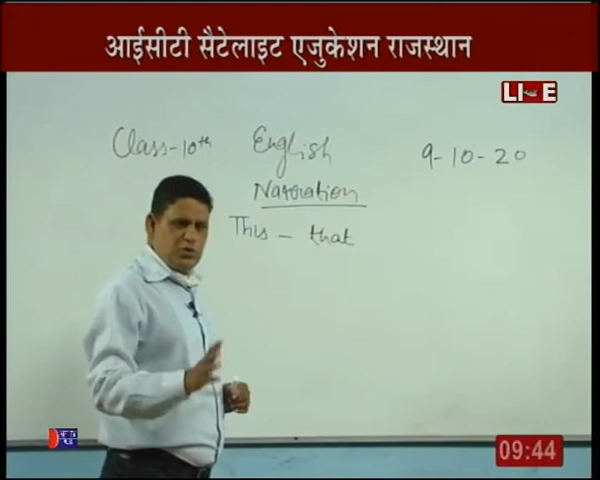 आईसीटी सैटेलाइट एजुकेशन राजस्थान
LIVE
Class-10th English 9-10-20
Narration
This - that
09:44